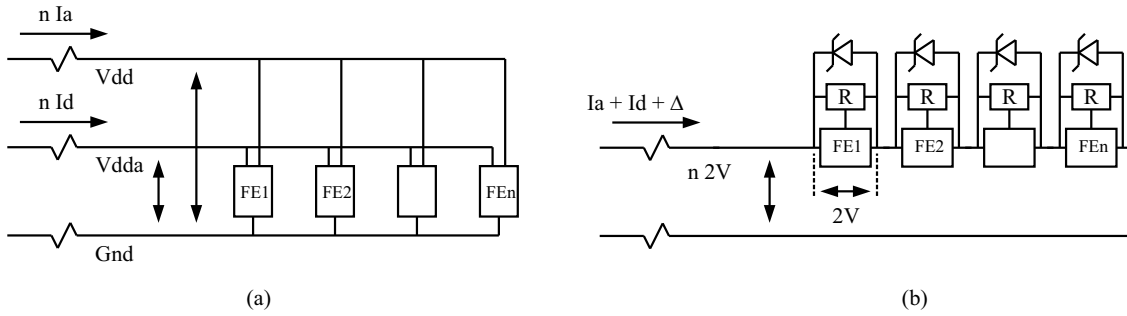 n Ia
Vdd
n Id
Vdda
FE1 FE2 FEn
Gnd
(a)
R R R R
Ia + Id + Δ
FE1 FE2 FEn
n 2V
2V
(b)